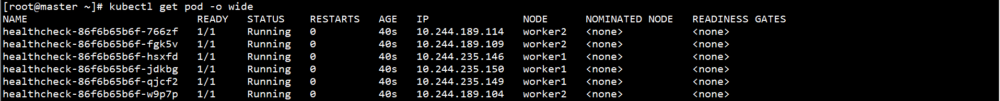 [root@master ~]# kubectl get pod -o wide
NAME                           READY   STATUS    RESTARTS   AGE   IP               NODE      NOMINATED NODE   READINESS GATES
healthcheck-86f6b65b6f-766zf   1/1     Running   0          40s   10.244.189.114   worker2   <none>           <none>
healthcheck-86f6b65b6f-fgk5v   1/1     Running   0          40s   10.244.189.109   worker2   <none>           <none>
healthcheck-86f6b65b6f-hsxfd   1/1     Running   0          40s   10.244.235.146   worker1   <none>           <none>
healthcheck-86f6b65b6f-jdkbg   1/1     Running   0          40s   10.244.235.150   worker1   <none>           <none>
healthcheck-86f6b65b6f-qjcf2   1/1     Running   0          40s   10.244.235.149   worker1   <none>           <none>
healthcheck-86f6b65b6f-w9p7p   1/1     Running   0          40s   10.244.189.104   worker2   <none>           <none>